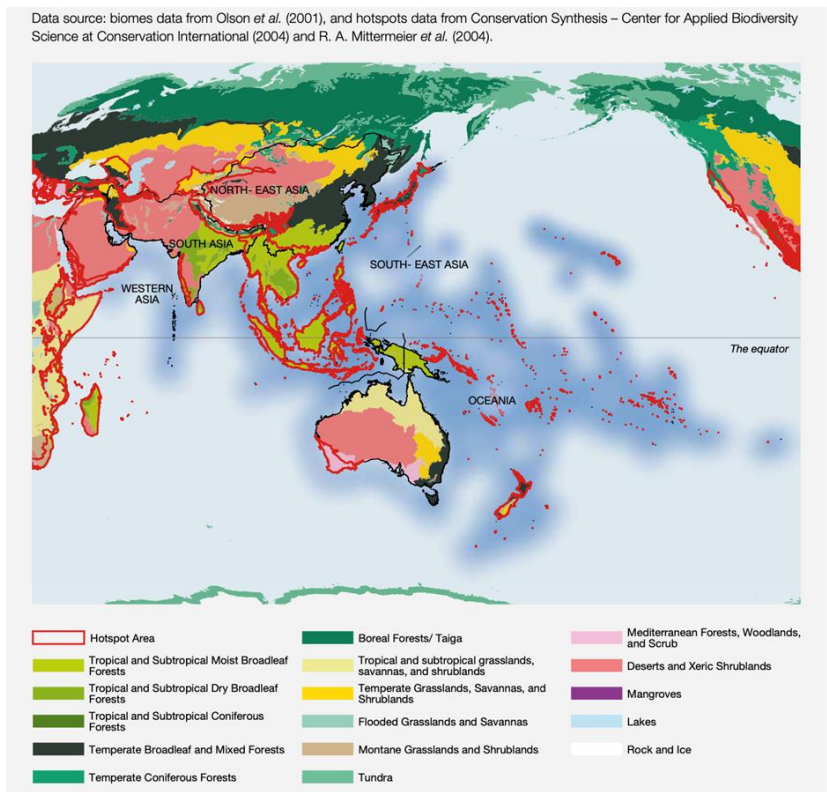 Data source: biomes data from Olson et al. (2001), and hotspots data from Conservation Synthesis – Center for Applied Biodiversity
Science at Conservation International (2004) and R. A. Mittermeier et al. (2004).
NORTH- EAST ASIA
SOUTH ASIA
SOUTH- EAST ASIA
WESTERN
ASIA
The equator
OCEANIA
Hotspot Area
Tropical and Subtropical Moist Broadleaf
Forests
Tropical and Subtropical Dry Broadleaf
Forests
Tropical and Subtropical Coniferous
Forests
Temperate Broadleaf and Mixed Forests
Temperate Coniferous Forests
Boreal Forests/ Taiga
Tropical and subtropical grasslands,
savannas, and shrublands
Temperate Grasslands, Savannas, and
Shrublands
Flooded Grasslands and Savannas
Montane Grasslands and Shrublands
Tundra
Mediterranean Forests, Woodlands,
and Scrub
Deserts and Xeric Shrublands
Mangroves
Lakes
Rock and Ice